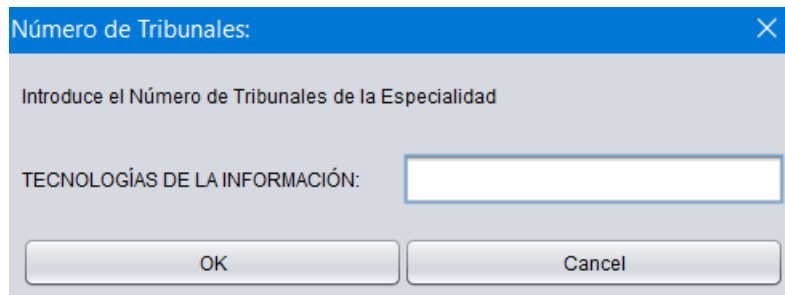 Número de Tribunales:
Introduce el Número de Tribunales de la Especialidad
TECNOLOGÍAS DE LA INFORMACIÓN:
OK Cancel